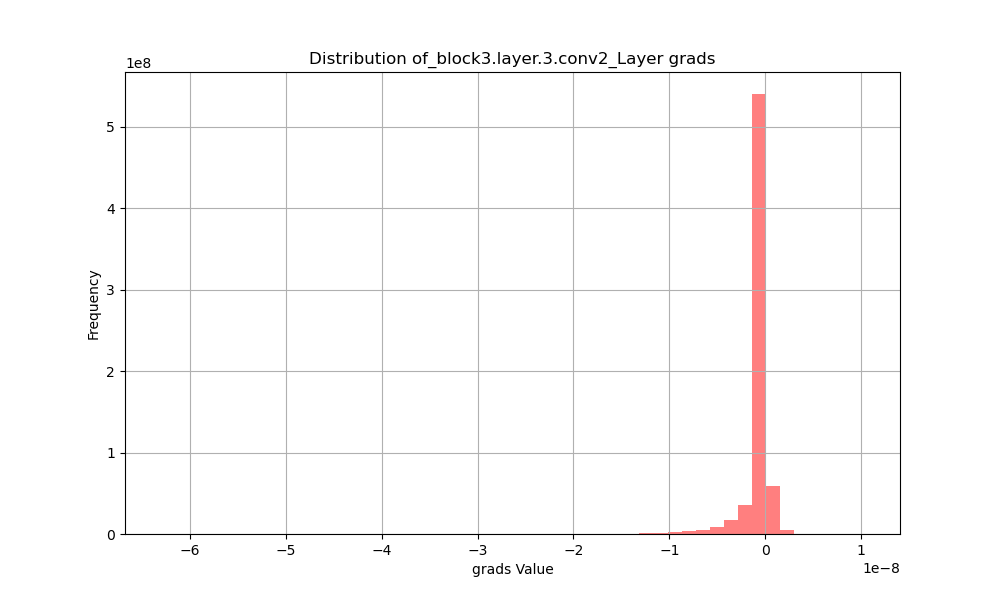 Distribution of_block3.layer.3.conv2_Layer grads
1e8
5
4
3
2
1
0
Frequency
−6 −5 −4 −3 −2 −1 0 1
1e−8
grads Value